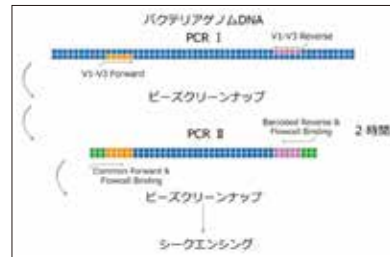 バクテリアゲノムDNA
PCR Ⅰ
V1-V3 Reverse
V1-V3 Forward
ビーズクリーンナップ
PCR Ⅱ
Barcoded Reverse &
Flowcell Binding
2 時間
Common Forward &
Flowcell Binding
ビーズクリーンナップ
シークエンシング